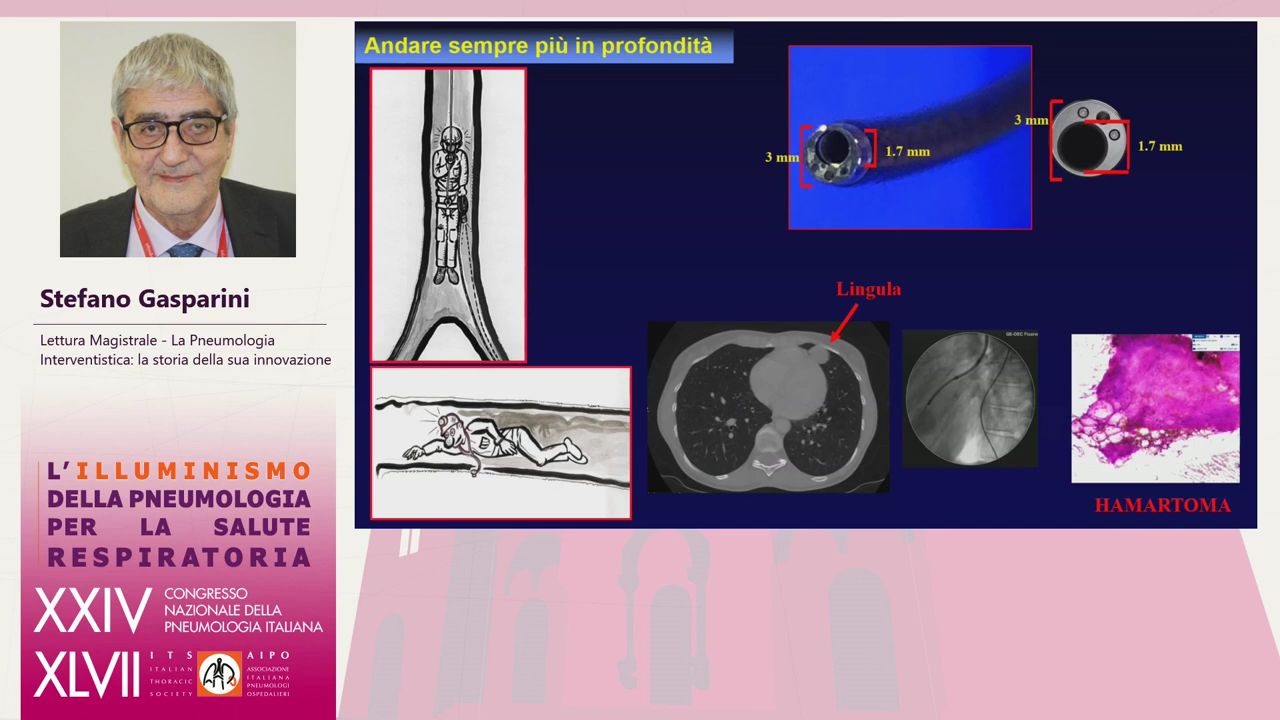 Stefano Gasparini
Lettura Magistrale - La Pneumologia
Interventistica: la storia della sua innovazione
L'ILLUMINISMO
DELLA PNEUMOLOGIA
PER LA SALUTE
RESPIRATORIA
XXIV
CONGRESSO
NAZIONALE DELLA
PNEUMOLOGIA ITALIANA
XLVII
ITS
ITALIAN
THORACIC
SOCIETY
AIPO
ASSOCIAZIONE
ITALIANA
PNEUMOLOGI
OSPEDALIERI
Andare sempre più in profondità
3 mm
1.7 mm
3 mm
1.7 mm
Lingula
HAMARTOMA